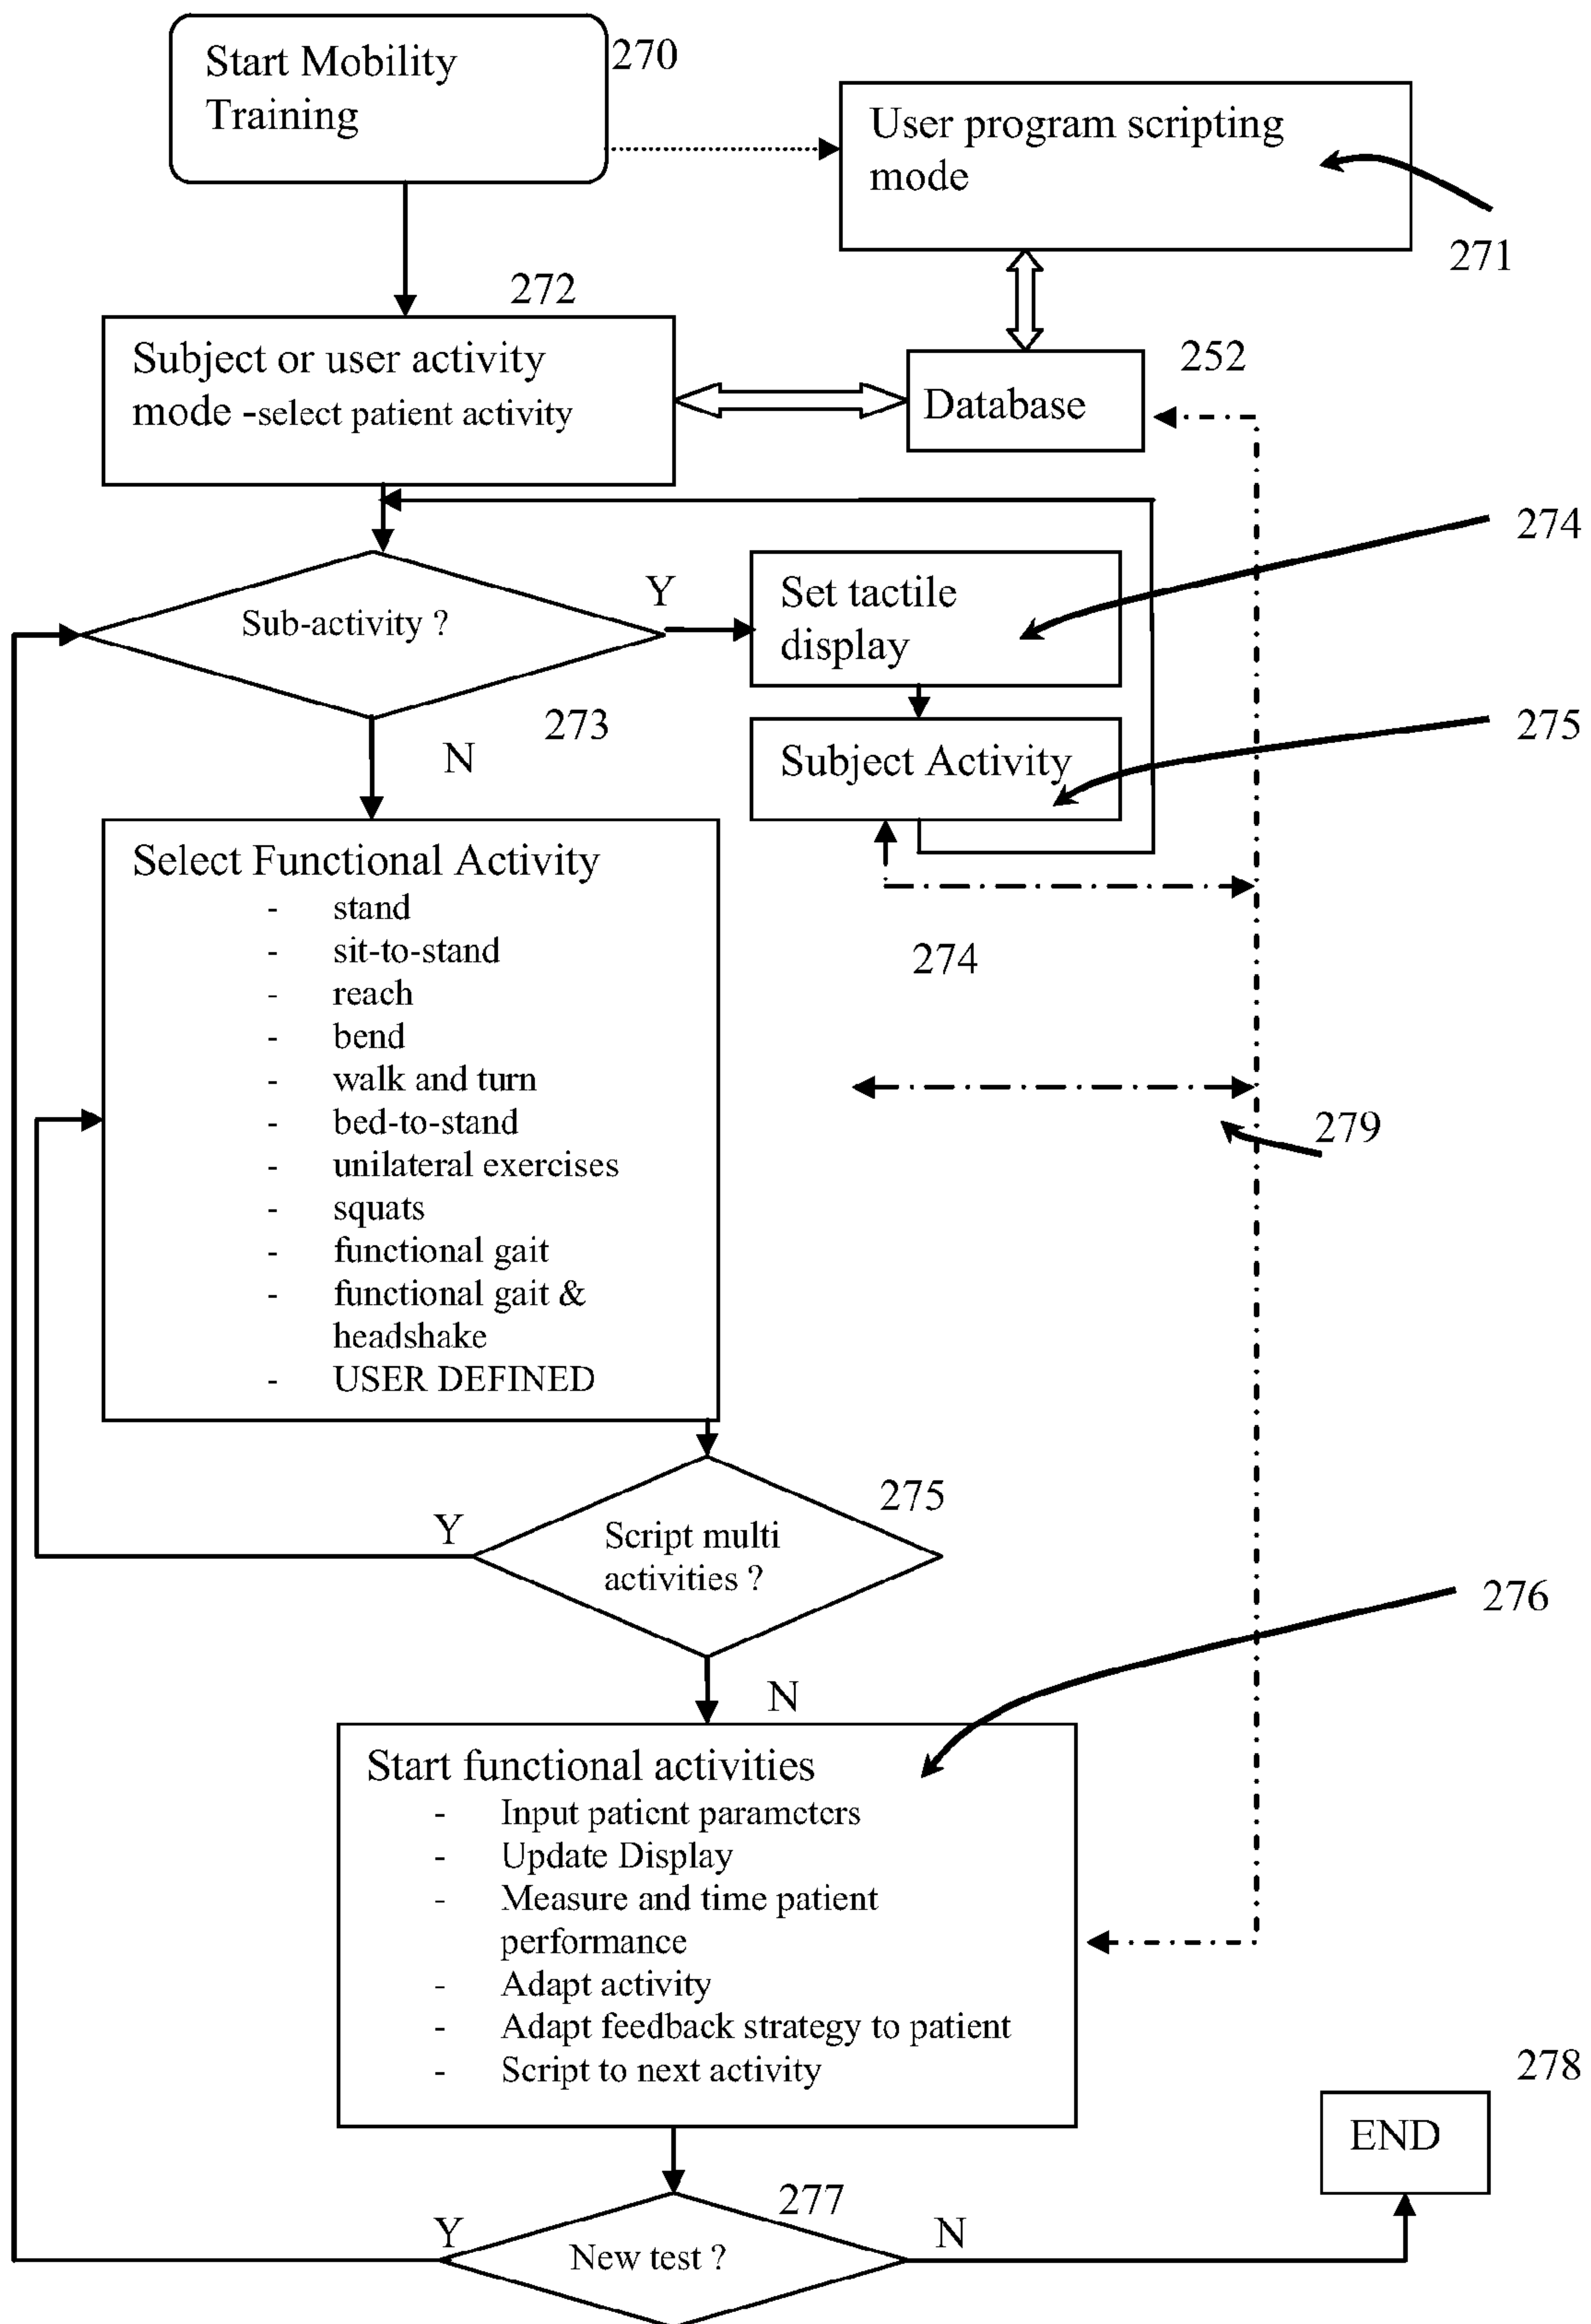 Start Mobility
Training
270
User program scripting
mode
271
272
Subject or user activity
mode -select patient activity
252
Database
274
Y
Set tactile
display
Sub-activity ?
273
275
N
Subject Activity
Select Functional Activity
- stand
- sit-to-stand
- reach
- bend
- walk and turn
- bed-to-stand
- unilateral exercises
- squats
- functional gait
- functional gait &
headshake
- USER DEFINED
274
279
275
Y
Script multi
activities ?
276
N
Start functional activities
- Input patient parameters
- Update Display
- Measure and time patient
performance
- Adapt activity
- Adapt feedback strategy to patient
- Script to next activity
278
END
277
Y
N
New test ?